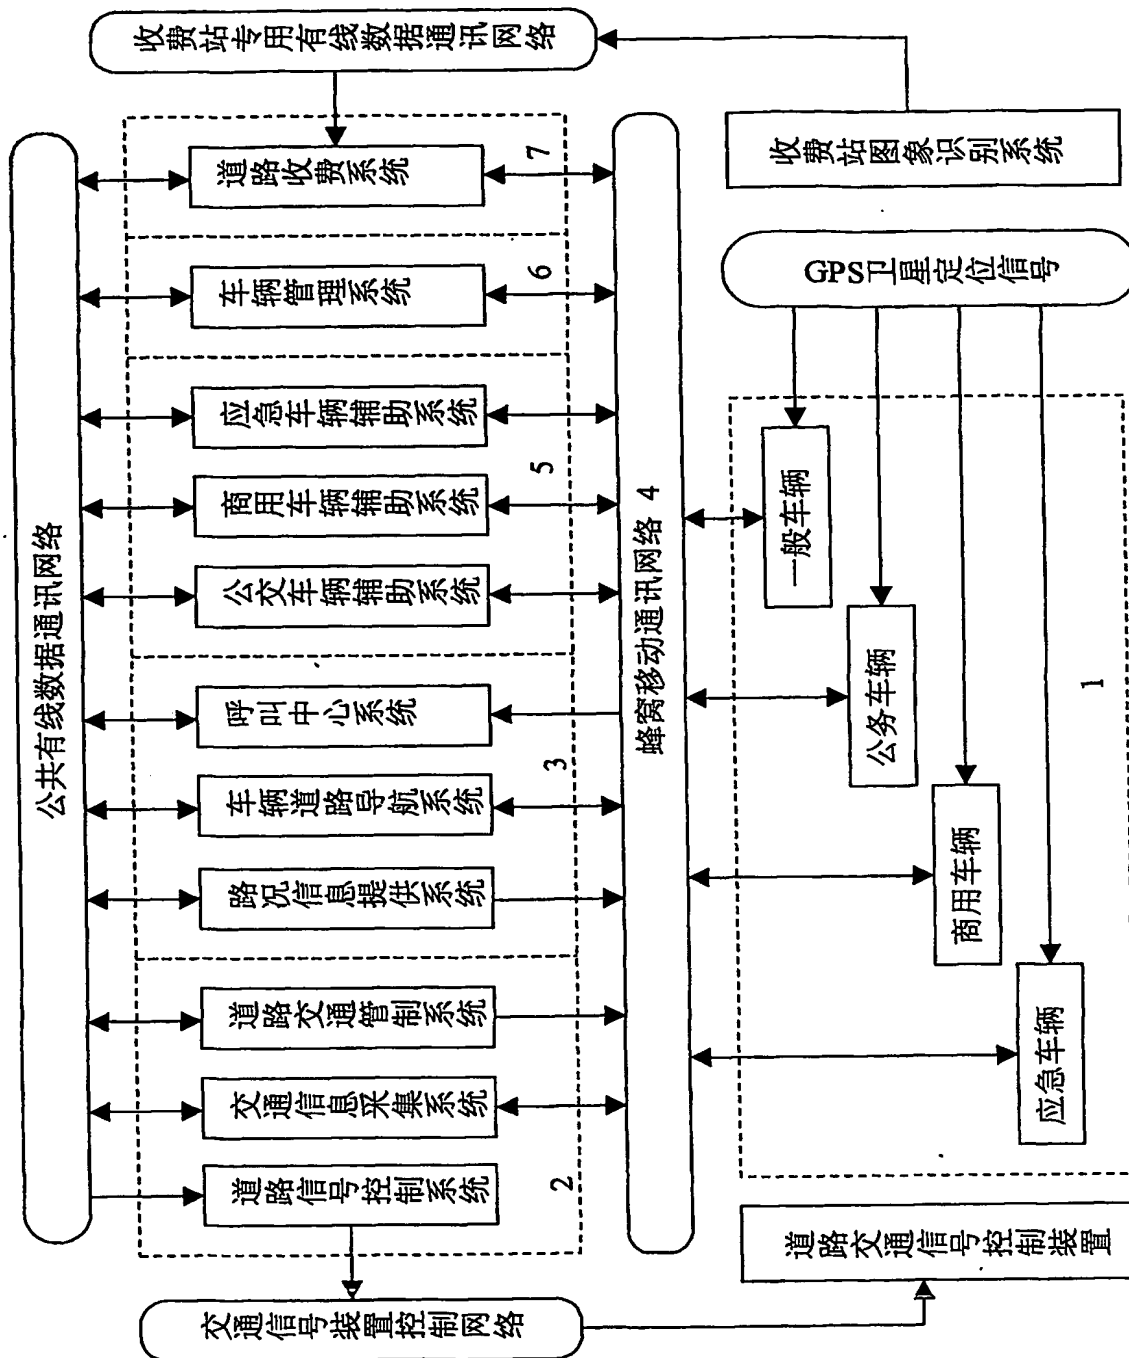 收费站专用有线数据通讯网络
公共有线数据通讯网络
道路收费系统
7
车辆管理系统
6
应急车辆辅助系统
商用车辆辅助系统
5
公交车辆辅助系统
呼叫中心系统
车辆道路导航系统
3
路况信息提供系统
道路交通管制系统
交通信息采集系统
道路信号控制系统
2
交通信号装置控制网络
蜂窝移动通讯网络 4
收费站图象识别系统
GPS卫星定位信号
一般车辆
公务车辆
商用车辆
应急车辆
1
道路交通信号控制装置